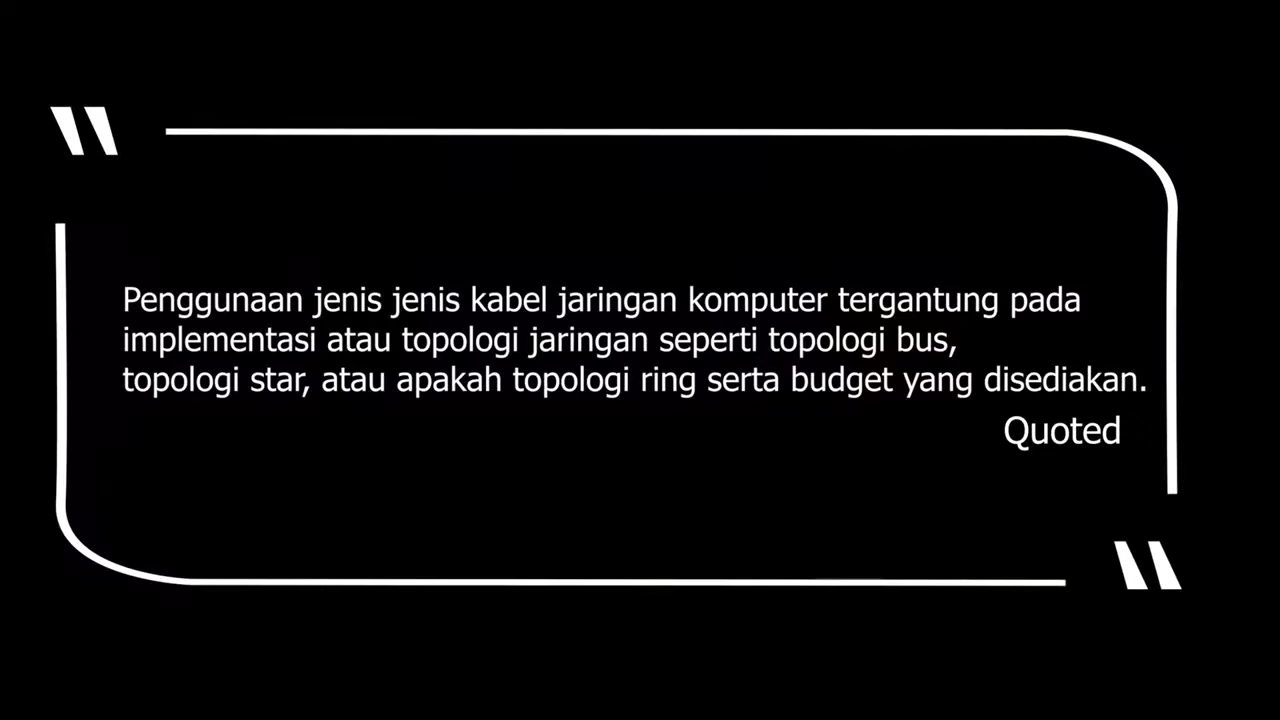 Penggunaan jenis jenis kabel jaringan komputer tergantung pada
implementasi atau topologi jaringan seperti topologi bus,
topologi star, atau apakah topologi ring serta budget yang disediakan.
Quoted